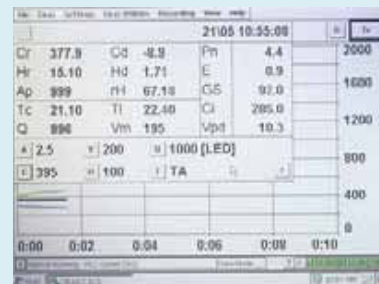 21\05 10:55:08
Cr 377.9 Cd -8.9 Pn 4.4
Hr 15.10 Hd 1.71 E 0.9
Ap 999 rH 67.18 GS 92.0
Tc 21.10 Tl 22.40 Ci 285.0
Q 996 Vm 195 Vpd 10.3
2.5 200 1000 [LED]
395 100 TA
2000
1600
1200
800
400
0
0:00 0:02 0:04 0:06 0:08 0:10